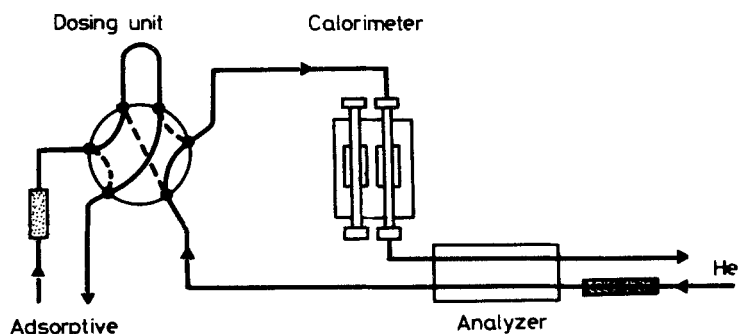 Dosing unit
Calorimeter
He
Adsorptive
Analyzer